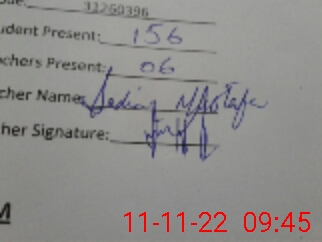 31260396
udent Present: 156
achers Present: 06
cher Name:
her Signature:
M
11-11-22 09:45